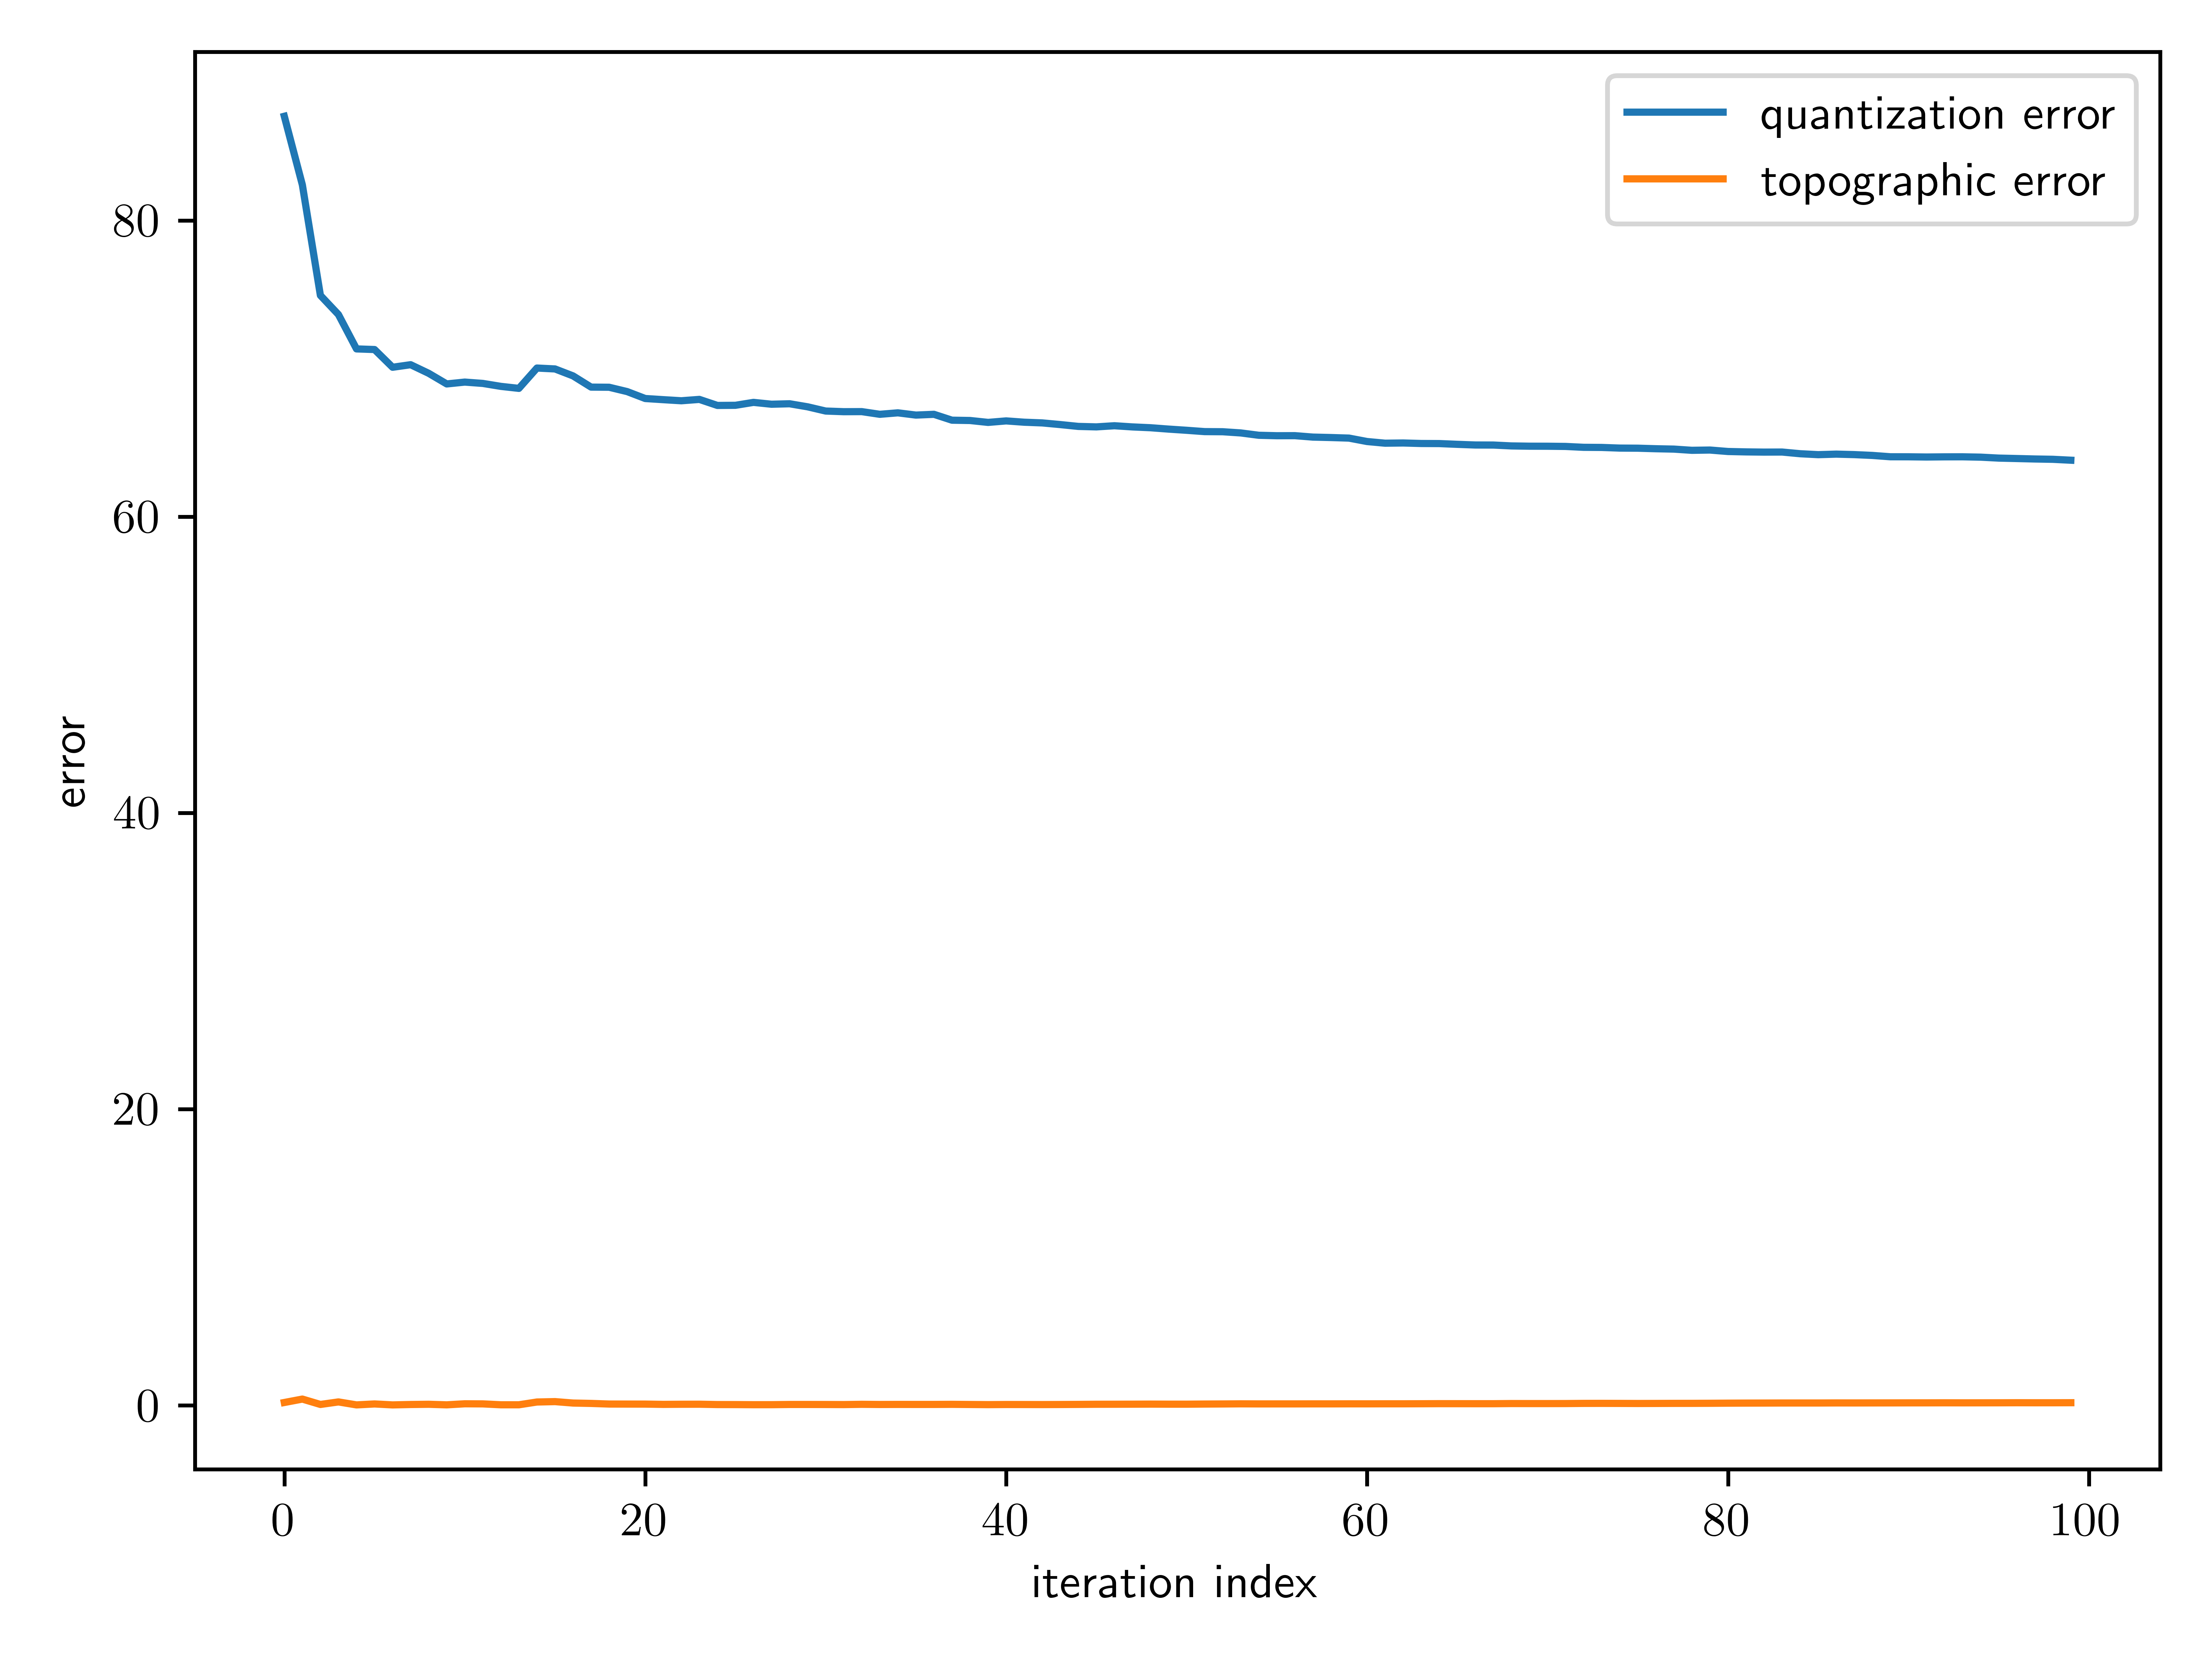 quantization error
topographic error
80
60
40
20
0
error
0 20 40 60 80 100
iteration index